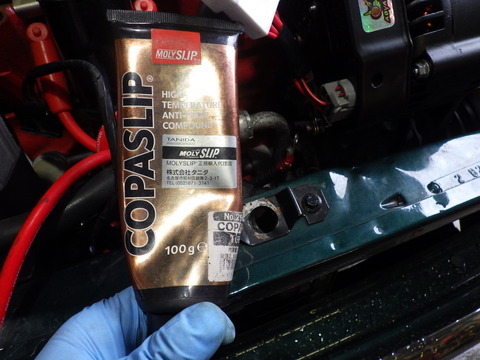 MOLYSLIP
COPASLIP®
HIGH
TEMPERATURE
ANTI-SEIZE
COMPOUND
TANIDA
MOLYSLIP
MOLYSLIP 正規輸入代理店
株式会社タニダ
100g e